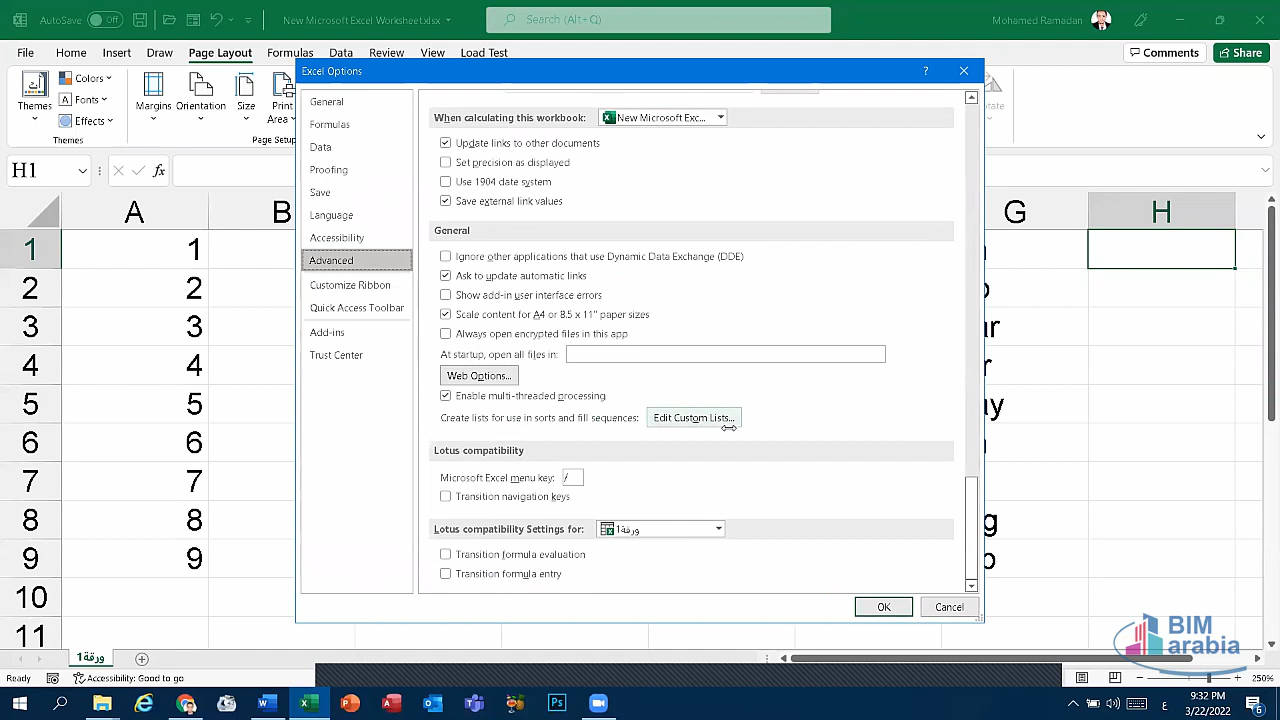 AutoSave Off New Microsoft Excel Worksheet.xlsx Search (Alt+Q) Mohamed Ramadan
File Home Insert Draw Page Layout Formulas Data Review View Load Test Comments Share
Themes Colors Fonts Effects Margins Orientation Size Print Area
Themes Page Setup
Excel Options
General
Formulas
Data
Proofing
Save
Language
Accessibility
Advanced
Customize Ribbon
Quick Access Toolbar
Add-ins
Trust Center
When calculating this workbook: New Microsoft Exc...
Update links to other documents
Set precision as displayed
Use 1904 date system
Save external link values
General
Ignore other applications that use Dynamic Data Exchange (DDE)
Ask to update automatic links
Show add-in user interface errors
Scale content for A4 or 8.5 x 11" paper sizes
Always open encrypted files in this app
At startup, open all files in:
Web Options...
Enable multi-threaded processing
Create lists for use in sorts and fill sequences: Edit Custom Lists...
Lotus compatibility
Microsoft Excel menu key: /
Transition navigation keys
Lotus compatibility Settings for: ورقة1
Transition formula evaluation
Transition formula entry
OK Cancel
H1 fx
A B G H
1 1
2 2
3 3
4 4
5 5
6 6
7 7
8 8
9 9
10
11
BIM
arabia
ورقة1
Ready Accessibility: Good to go 250%
9:32 PM
3/22/2022